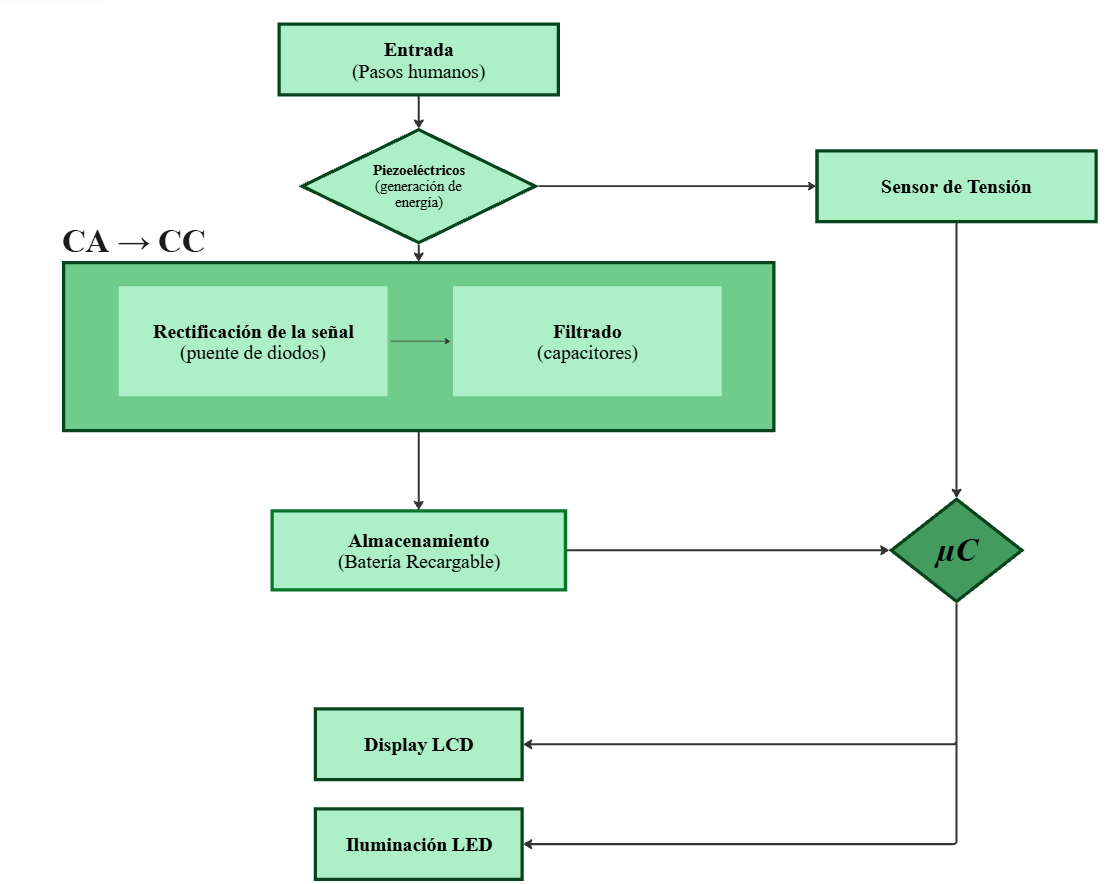 Entrada
(Pasos humanos)
Piezoeléctricos
(generación de
energía)
Sensor de Tensión
CA → CC
Rectificación de la señal
(puente de diodos)
Filtrado
(capacitores)
Almacenamiento
(Batería Recargable)
μC
Display LCD
Iluminación LED